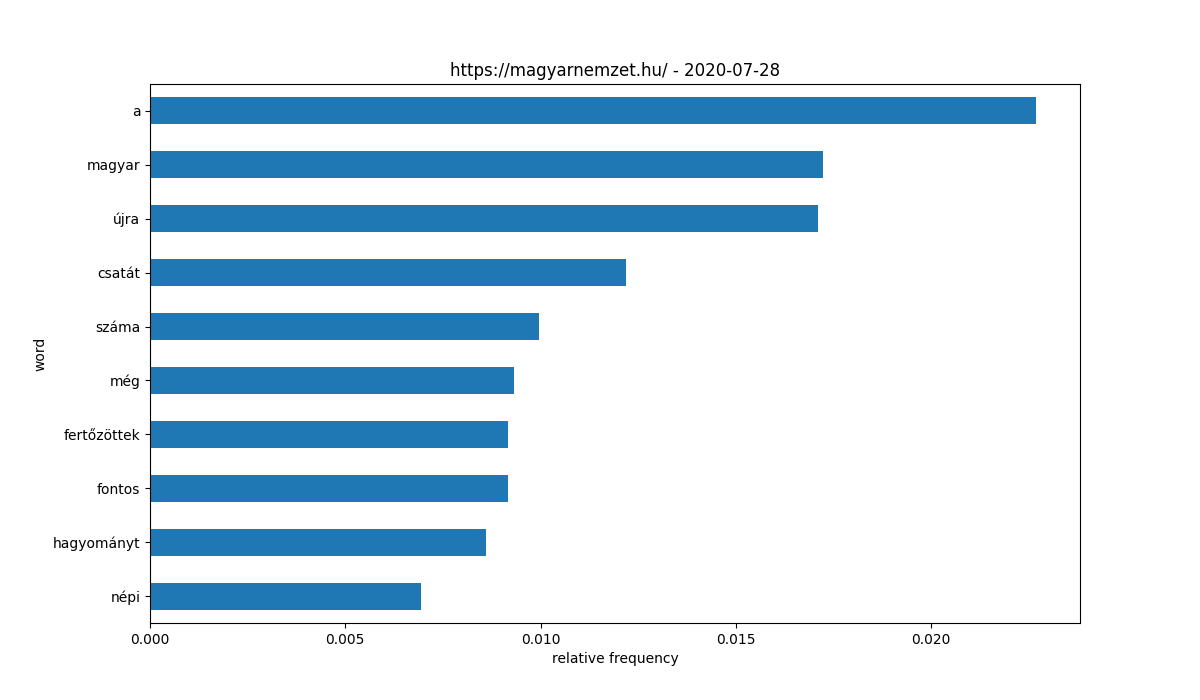 https://magyarnemzet.hu/ - 2020-07-28
a
magyar
újra
csatát
száma
még
fertőzöttek
fontos
hagyományt
népi
word
0.000 0.005 0.010 0.015 0.020
relative frequency